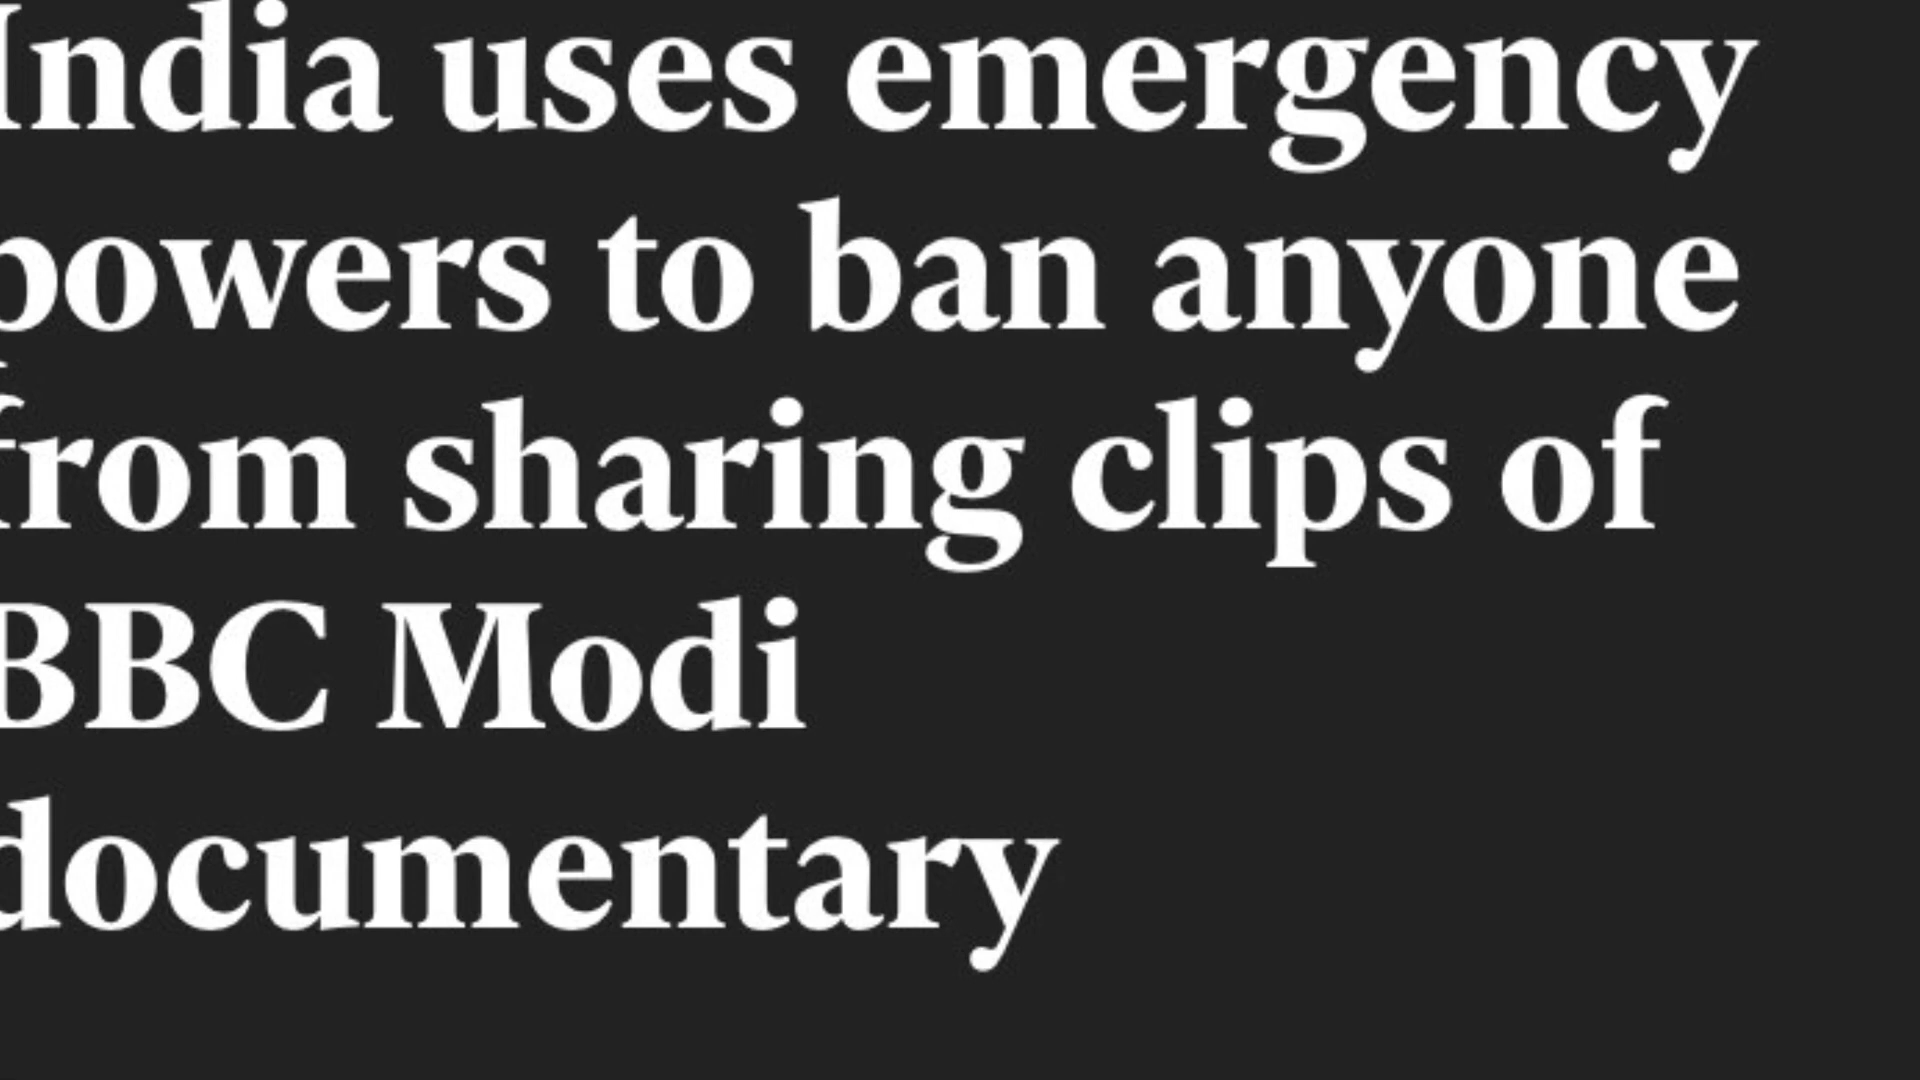 India uses emergency
powers to ban anyone
from sharing clips of
BBC Modi
documentary